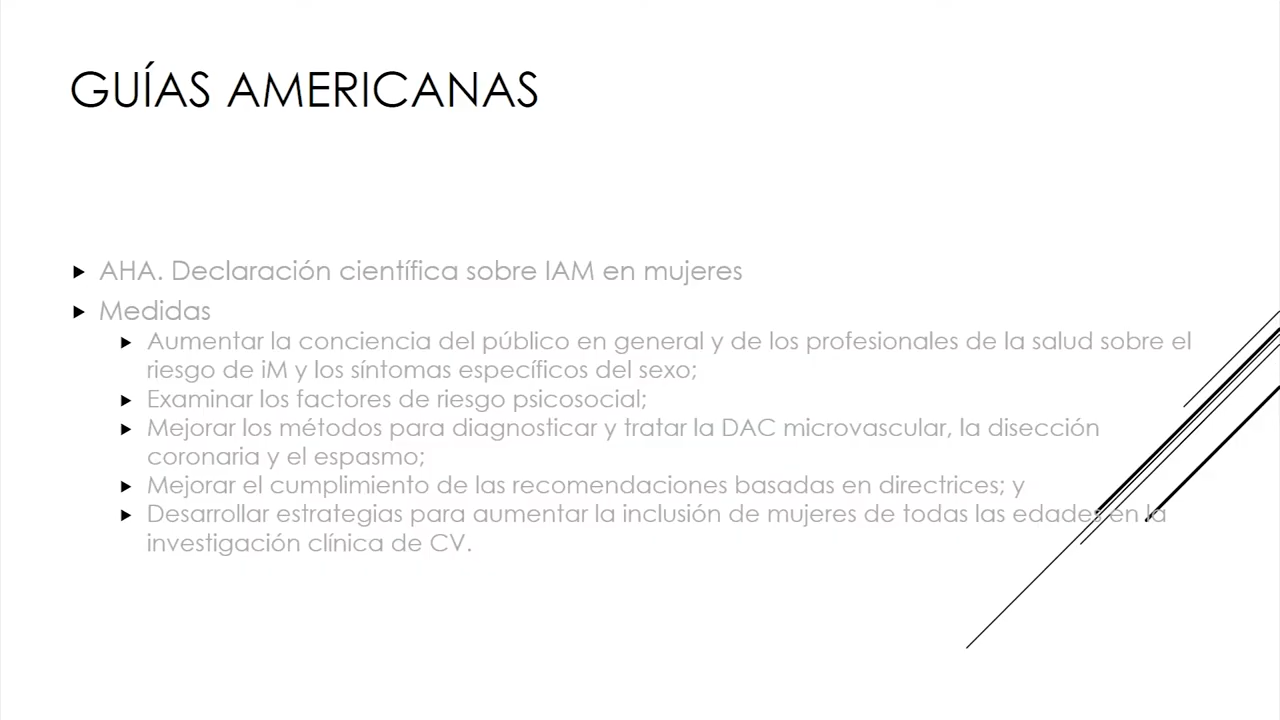 GUÍAS AMERICANAS
AHA. Declaración científica sobre IAM en mujeres
Medidas
Aumentar la conciencia del público en general y de los profesionales de la salud sobre el
riesgo de iM y los síntomas específicos del sexo;
Examinar los factores de riesgo psicosocial;
Mejorar los métodos para diagnosticar y tratar la DAC microvascular, la disección
coronaria y el espasmo;
Mejorar el cumplimiento de las recomendaciones basadas en directrices; y
Desarrollar estrategias para aumentar la inclusión de mujeres de todas las edades en la
investigación clínica de CV.